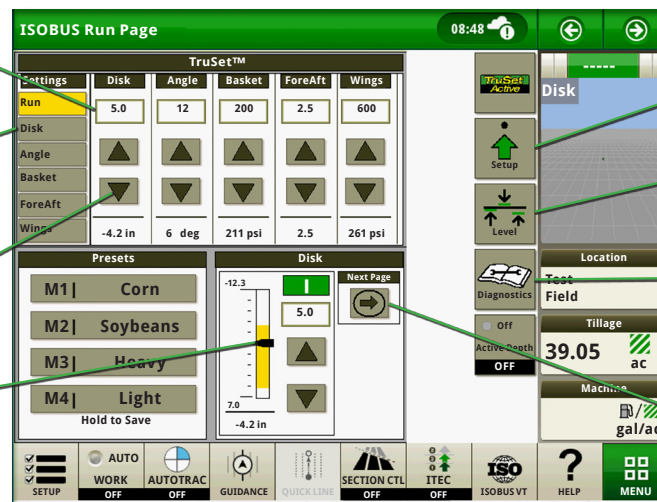 ISOBUS Run Page
08:48
TruSet™
Settings
Disk
Angle
Basket
ForeAft
Wings
Run
Disk
Angle
Basket
ForeAft
Wings
5.0
12
200
2.5
600
-4.2 in
6 deg
211 psi
2.5
261 psi
Presets
M1| Corn
M2| Soybeans
M3| Heavy
M4| Light
Hold to Save
Disk
-12.3
7.0
5.0
-4.2 in
Next Page
TruSet
Active
Setup
Level
Diagnostics
Off
Active Depth
OFF
-----
Disk
Location
Test
Field
Tillage
39.05
ac
Machine
gal/ac
SETUP
AUTO
WORK
OFF
AUTOTRAC
OFF
GUIDANCE
QUICK LINE
SECTION CTL
OFF
ITEC
OFF
ISO
ISOBUS VT
?
HELP
MENU